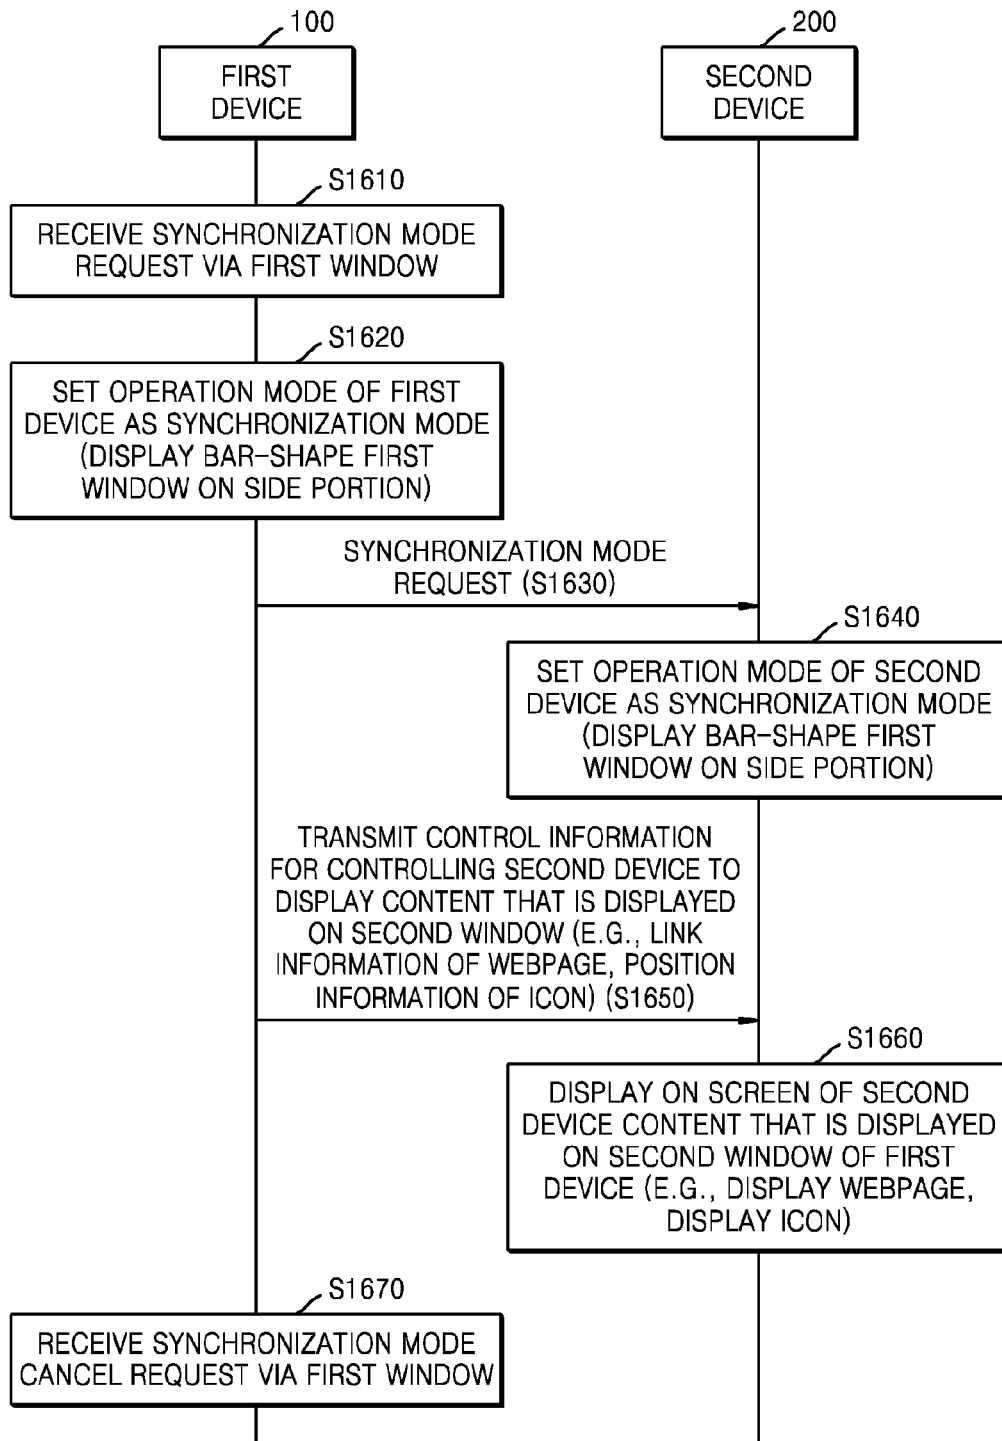 100
200
FIRST
DEVICE
SECOND
DEVICE
S1610
RECEIVE SYNCHRONIZATION MODE
REQUEST VIA FIRST WINDOW
S1620
SET OPERATION MODE OF FIRST
DEVICE AS SYNCHRONIZATION MODE
(DISPLAY BAR-SHAPE FIRST
WINDOW ON SIDE PORTION)
SYNCHRONIZATION MODE
REQUEST (S1630)
S1640
SET OPERATION MODE OF SECOND
DEVICE AS SYNCHRONIZATION MODE
(DISPLAY BAR-SHAPE FIRST
WINDOW ON SIDE PORTION)
TRANSMIT CONTROL INFORMATION
FOR CONTROLLING SECOND DEVICE TO
DISPLAY CONTENT THAT IS DISPLAYED
ON SECOND WINDOW (E.G., LINK
INFORMATION OF WEBPAGE, POSITION
INFORMATION OF ICON) (S1650)
S1660
DISPLAY ON SCREEN OF SECOND
DEVICE CONTENT THAT IS DISPLAYED
ON SECOND WINDOW OF FIRST
DEVICE (E.G., DISPLAY WEBPAGE,
DISPLAY ICON)
S1670
RECEIVE SYNCHRONIZATION MODE
CANCEL REQUEST VIA FIRST WINDOW